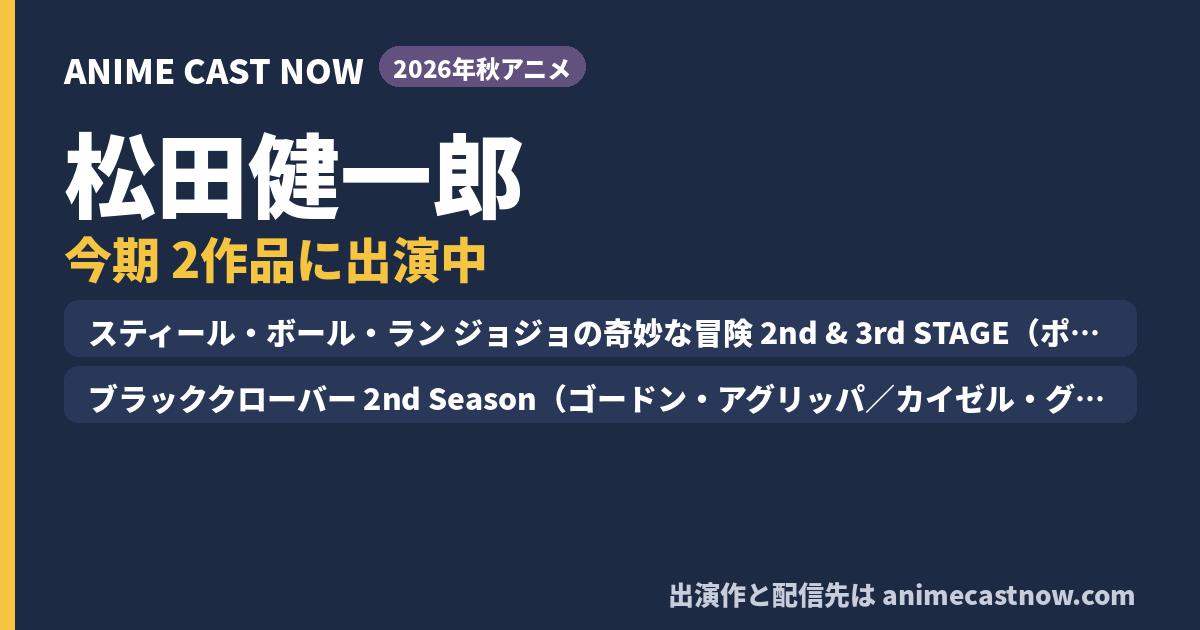 ANIME CAST NOW 2026年秋アニメ
松田健一郎
今期 2作品に出演中
スティール・ボール・ラン ジョジョの奇妙な冒険 2nd & 3rd STAGE（ポ…
ブラッククローバー 2nd Season（ゴードン・アグリッパ／カイゼル・グ…
出演作と配信先は animecastnow.com